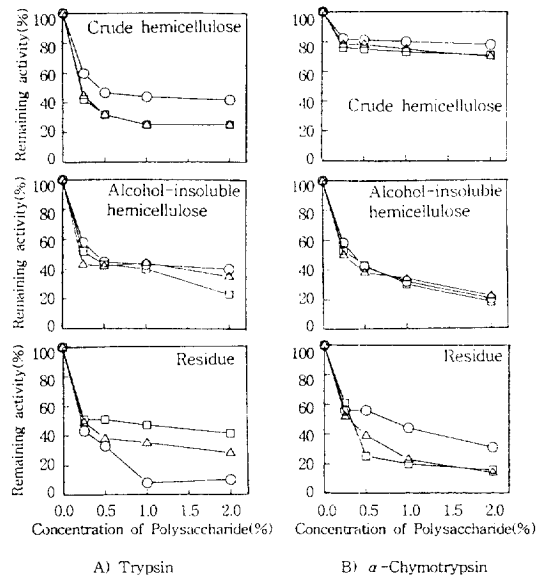 Remaining activity(%)
100
80
60
40
20
0
Crude hemicellulose
100
80
60
40
20
0
Crude hemicellulose
Remaining activity(%)
100
80
60
40
20
0
Alcohol-insoluble
hemicellulose
100
80
60
40
20
0
Alcohol-insoluble
hemicellulose
Remaining activity(%)
100
80
60
40
20
0
Residue
0.0 0.5 1.0 1.5 2.0
Concentration of Polysaccharide(%)
100
80
60
40
20
0
Residue
0.0 0.5 1.0 1.5 2.0
Concentration of Polysaccharide(%)
A) Trypsin
B) α-Chymotrypsin